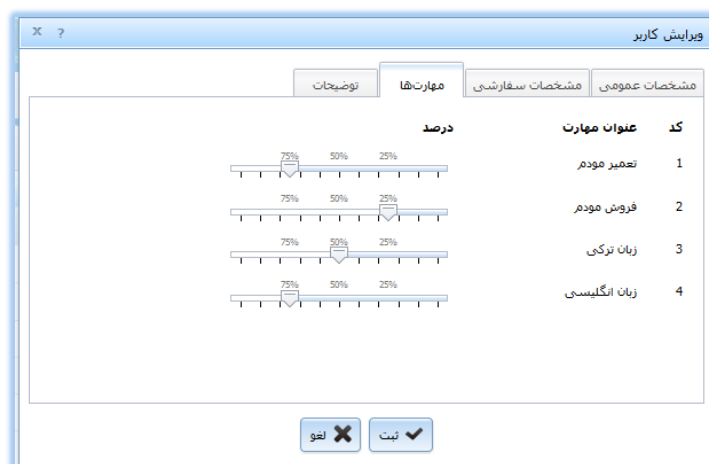 ویرایش کاربر ? x
مشخصات عمومی مشخصات سفارشی مهارت‌ها توضیحات
کد عنوان مهارت درصد
1 تعمیر مودم 25% 50% 75%
2 فروش مودم 25% 50% 75%
3 زبان ترکی 25% 50% 75%
4 زبان انگلیسی 25% 50% 75%
ثبت لغو